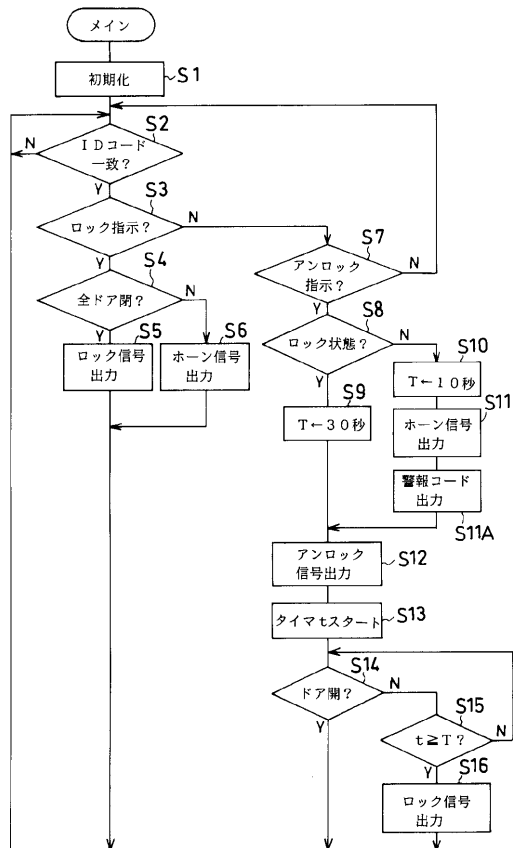 メイン
初期化
S1
S2
IDコード
一致?
N
Y
S3
ロック指示?
N
Y
S4
全ドア閉?
N
Y
S5
ロック信号
出力
S6
ホーン信号
出力
S7
アンロック
指示?
N
Y
S8
ロック状態?
N
Y
S9
T←30秒
S10
T←10秒
S11
ホーン信号
出力
警報コード
出力
S11A
アンロック
信号出力
S12
タイマtスタート
S13
S14
ドア開?
N
Y
S15
t≧T?
N
Y
S16
ロック信号
出力